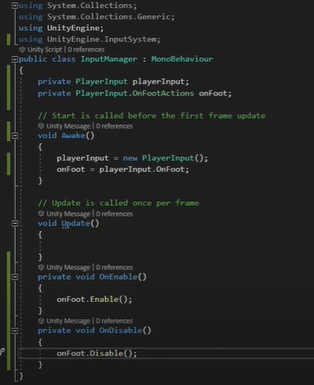 using System.Collections;
using System.Collections.Generic;
using UnityEngine;
using UnityEngine.InputSystem;
Unity Script | 0 references
public class InputManager : MonoBehaviour
{
private PlayerInput playerInput;
private PlayerInput.OnFootActions onFoot;
// Start is called before the first frame update
Unity Message | 0 references
void Awake()
{
playerInput = new PlayerInput();
onFoot = playerInput.OnFoot;
}
// Update is called once per frame
Unity Message | 0 references
void Update()
{
}
Unity Message | 0 references
private void OnEnable()
{
onFoot.Enable();
}
Unity Message | 0 references
private void OnDisable()
{
onFoot.Disable();
}
}